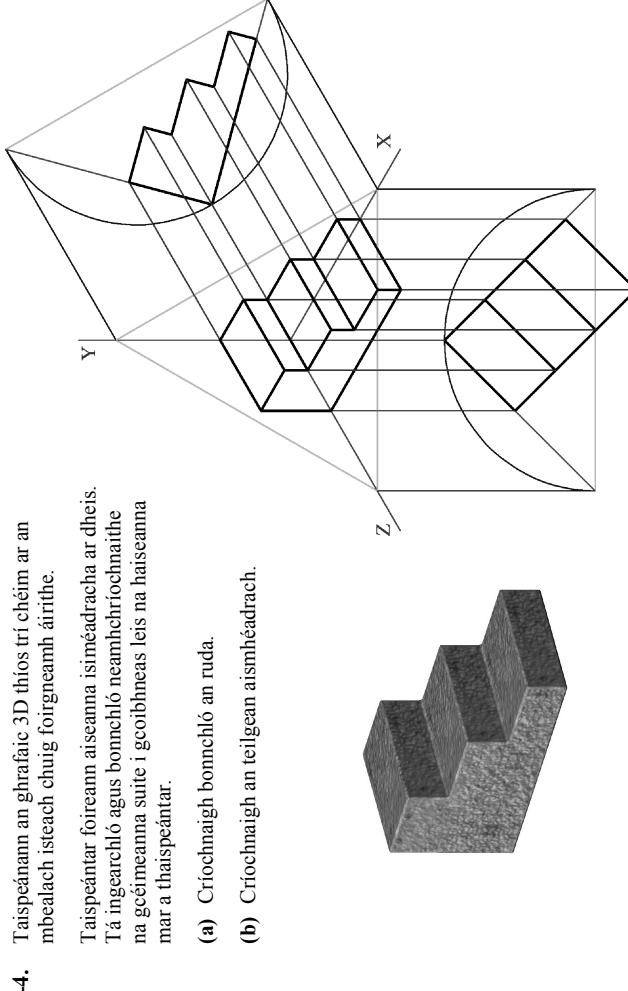 -4.
Taispeánann an ghrafaic 3D thíos trí chéim ar an
mbealach isteach chuig foirgneamh áirithe.
Taispeántar foireann aiseanna isiméadracha ar dheis.
Tá ingearchló agus bonnchló neamhchríochnaithe
na gcéimeanna suite i gcoibhneas leis na haiseanna
mar a thaispeántar.
(a) Críochnaigh bonnchló an ruda.
(b) Críochnaigh an teilgean aismhéadrach.
Y
X
Z